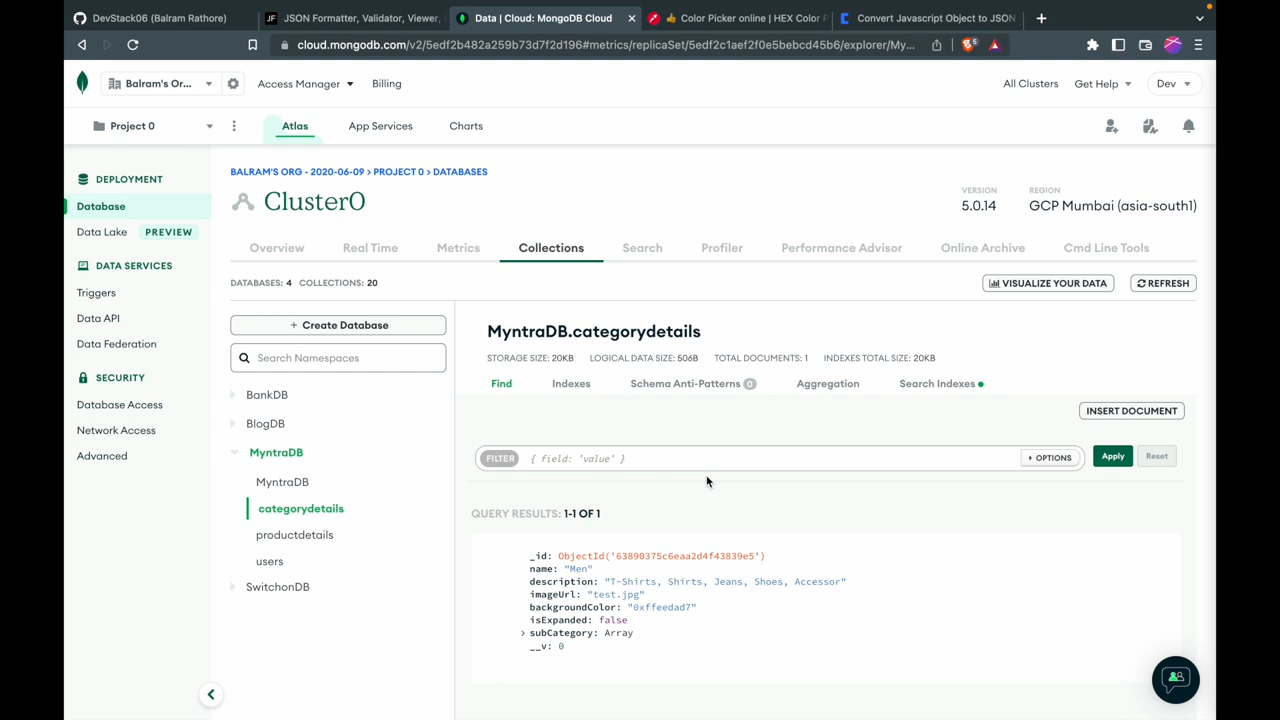 DevStack06 (Balram Rathore)
JSON Formatter, Validator, Viewer,
Data | Cloud: MongoDB Cloud
Color Picker online | HEX Color P
Convert Javascript Object to JSON
cloud.mongodb.com/v2/5edf2b482a259b73d7f2d196#metrics/replicaSet/5edf2c1aef2f0e5bebcd45b6/explorer/My...
5
Balram's Or...
Access Manager
Billing
All Clusters
Get Help
Dev
Project 0
Atlas
App Services
Charts
DEPLOYMENT
Database
Data Lake PREVIEW
DATA SERVICES
Triggers
Data API
Data Federation
SECURITY
Database Access
Network Access
Advanced
BALRAM'S ORG - 2020-06-09 > PROJECT 0 > DATABASES
Cluster0
VERSION
5.0.14
REGION
GCP Mumbai (asia-south1)
Overview
Real Time
Metrics
Collections
Search
Profiler
Performance Advisor
Online Archive
Cmd Line Tools
DATABASES: 4 COLLECTIONS: 20
VISUALIZE YOUR DATA
REFRESH
+ Create Database
Search Namespaces
BankDB
BlogDB
MyntraDB
MyntraDB
categorydetails
productdetails
users
SwitchonDB
MyntraDB.categorydetails
STORAGE SIZE: 20KB LOGICAL DATA SIZE: 506B TOTAL DOCUMENTS: 1 INDEXES TOTAL SIZE: 20KB
Find
Indexes
Schema Anti-Patterns 0
Aggregation
Search Indexes
INSERT DOCUMENT
FILTER { field: 'value' }
OPTIONS
Apply
Reset
QUERY RESULTS: 1-1 OF 1
_id: ObjectId('63890375c6eaa2d4f43839e5')
name: "Men"
description: "T-Shirts, Shirts, Jeans, Shoes, Accessor"
imageUrl: "test.jpg"
backgroundColor: "0xffeedad7"
isExpanded: false
> subCategory: Array
__v: 0